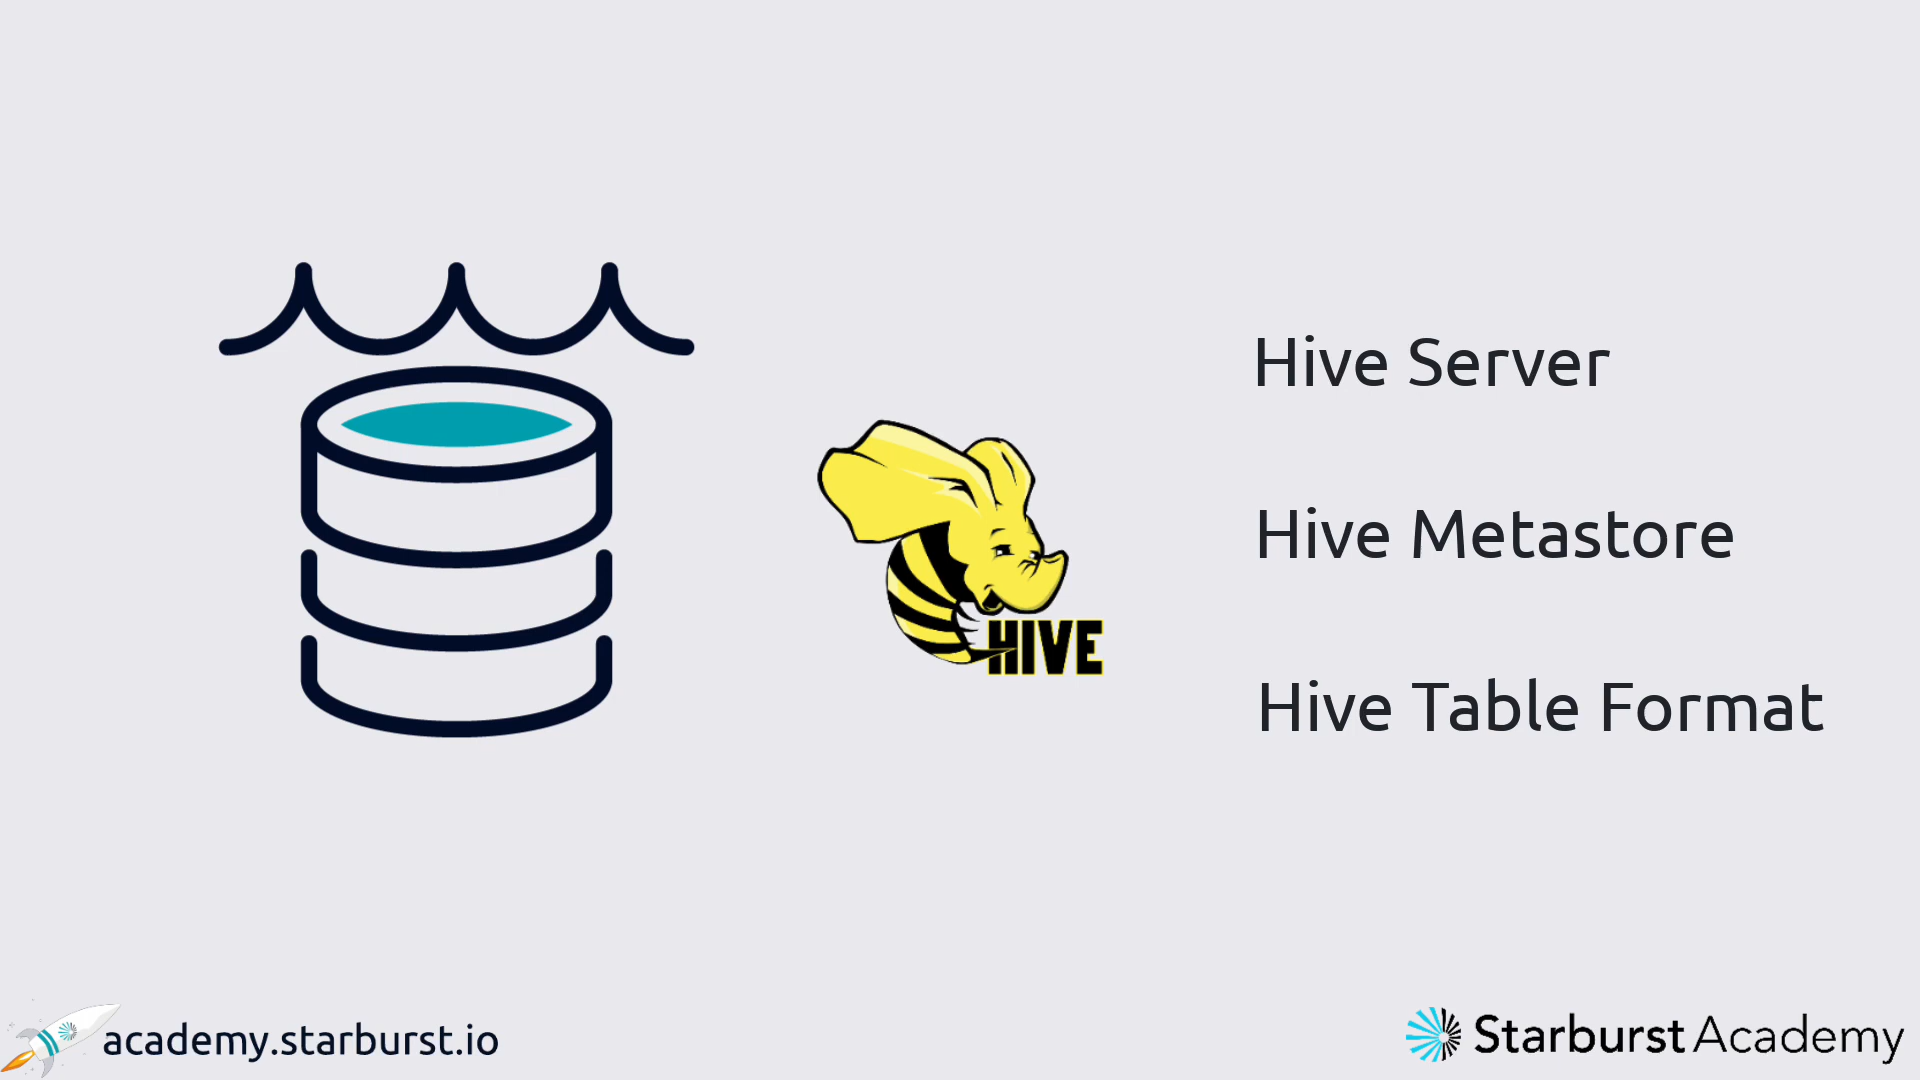 Hive Server
HIVE
Hive Metastore
Hive Table Format
academy.starburst.io
Starburst Academy